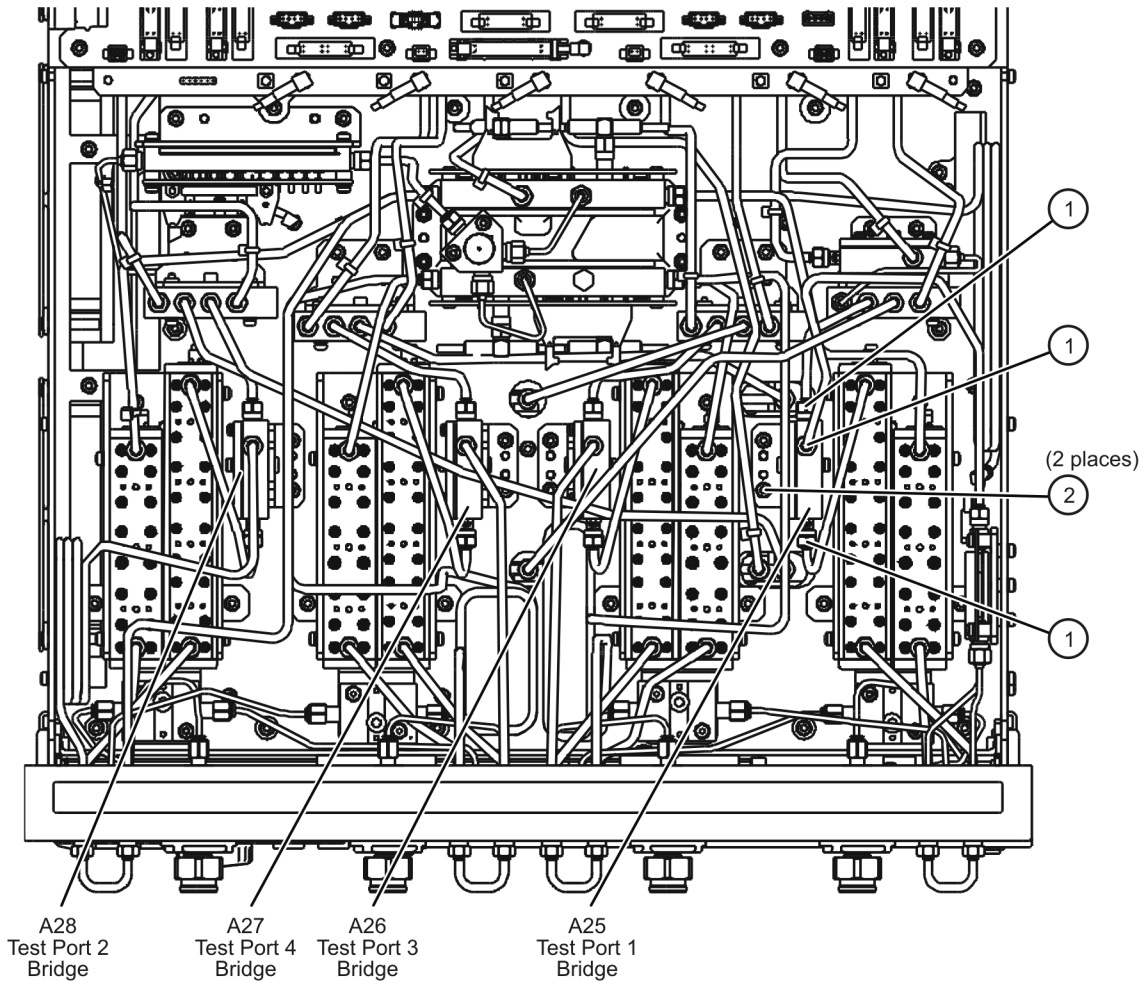 1
1
(2 places)
2
1
A28
Test Port 2
Bridge
A27
Test Port 4
Bridge
A26
Test Port 3
Bridge
A25
Test Port 1
Bridge